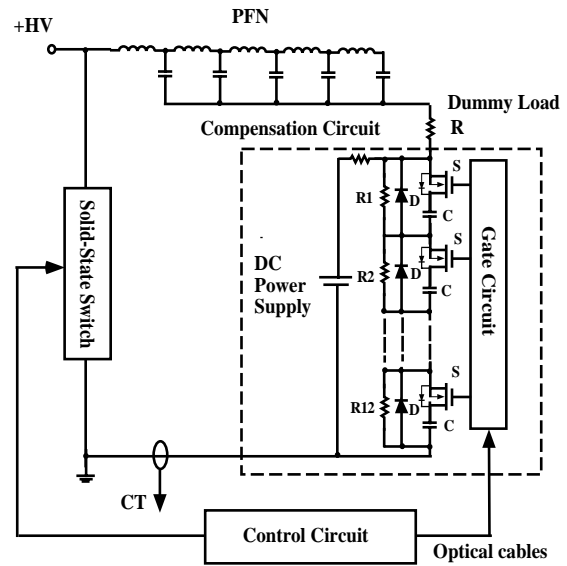 PFN
+HV
Dummy Load
R
Compensation Circuit
S
R1
D
C
S
R2
D
C
DC
Power
Supply
Solid-State Switch
Gate Circuit
S
R12
D
C
CT
Control Circuit
Optical cables